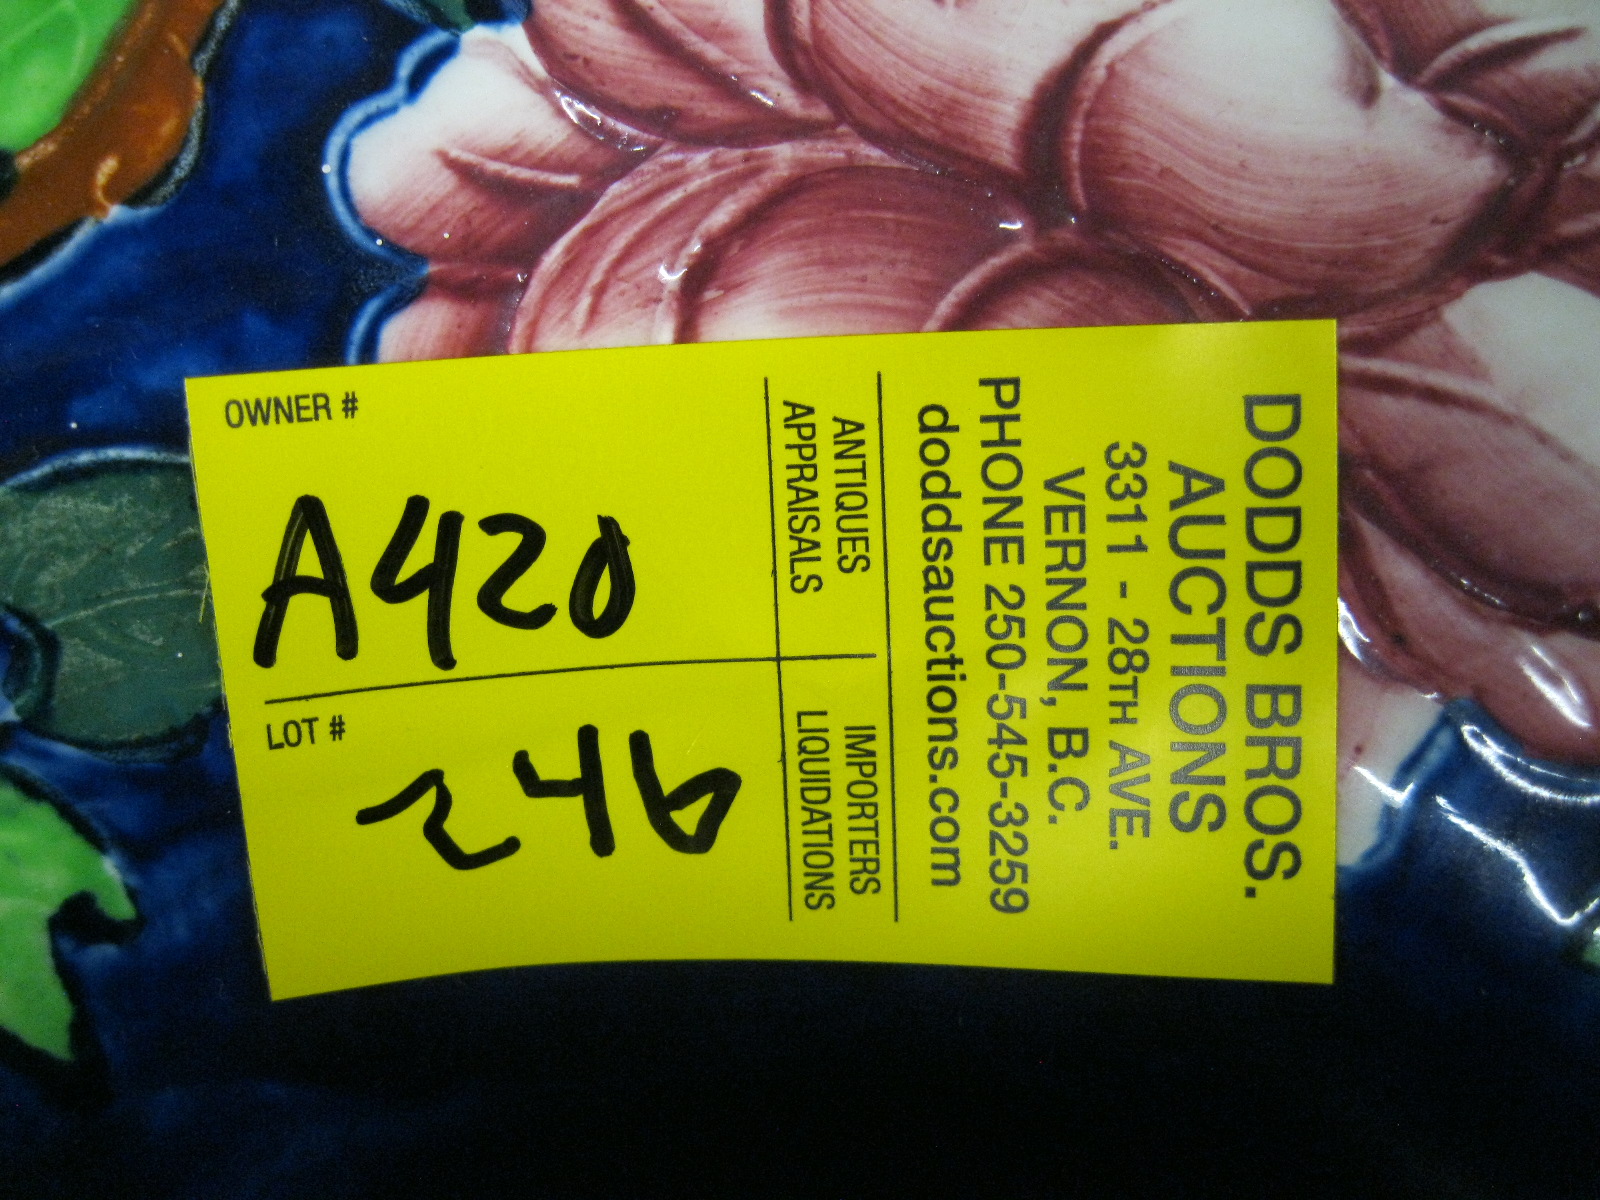 DODDS BROS.
AUCTIONS
3311 - 28TH AVE.
VERNON, B.C.
PHONE 250-545-3259
doddsauctions.com
ANTIQUES
APPRAISALS
IMPORTERS
LIQUIDATIONS
OWNER #
A420
LOT #
246